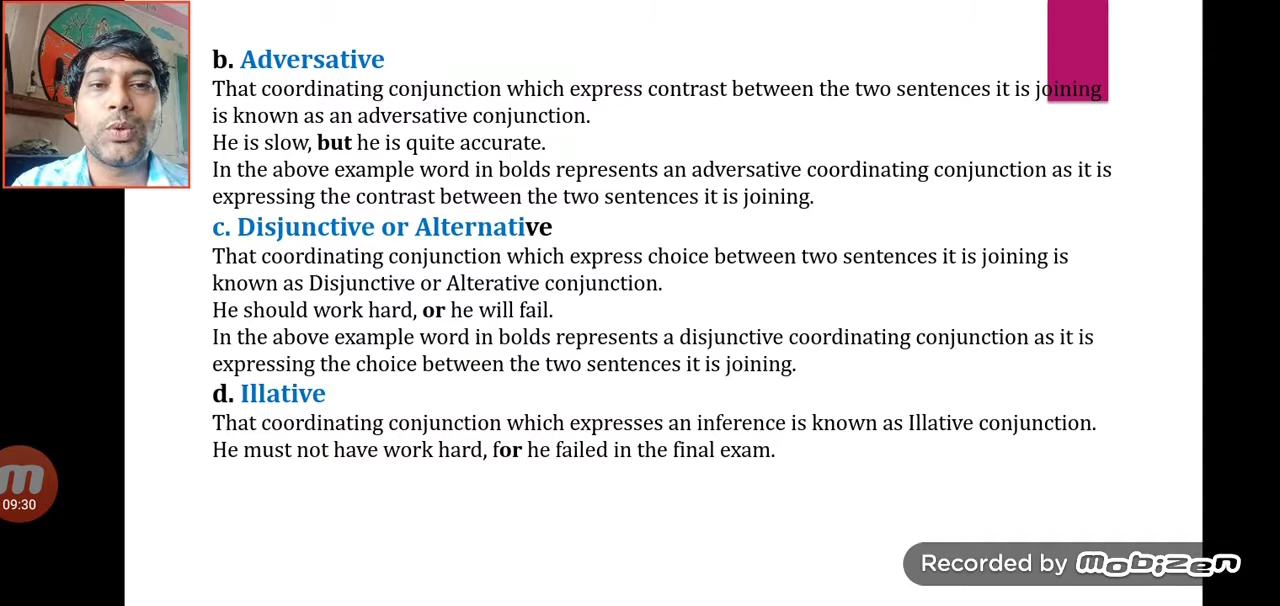 b. Adversative
That coordinating conjunction which express contrast between the two sentences it is joining
is known as an adversative conjunction.
He is slow, but he is quite accurate.
In the above example word in bolds represents an adversative coordinating conjunction as it is
expressing the contrast between the two sentences it is joining.
c. Disjunctive or Alternative
That coordinating conjunction which express choice between two sentences it is joining is
known as Disjunctive or Alterative conjunction.
He should work hard, or he will fail.
In the above example word in bolds represents a disjunctive coordinating conjunction as it is
expressing the choice between the two sentences it is joining.
d. Illative
That coordinating conjunction which expresses an inference is known as Illative conjunction.
He must not have work hard, for he failed in the final exam.
m
09:30
Recorded by mobizen